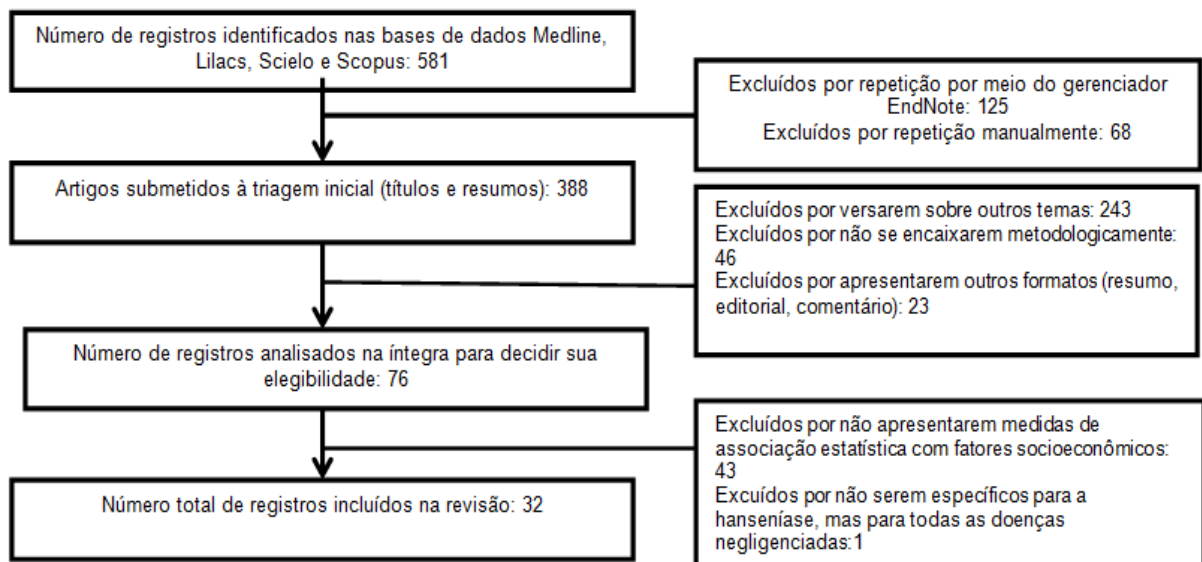 Número de registros identificados nas bases de dados Medline,
Lilacs, Scielo e Scopus: 581
Excluídos por repetição por meio do gerenciador
EndNote: 125
Excluídos por repetição manualmente: 68
Artigos submetidos à triagem inicial (títulos e resumos): 388
Excluídos por versarem sobre outros temas: 243
Excluídos por não se encaixarem metodologicamente:
46
Excluídos por apresentarem outros formatos (resumo,
editorial, comentário): 23
Número de registros analisados na íntegra para decidir sua
elegibilidade: 76
Excluídos por não apresentarem medidas de
associação estatística com fatores socioeconômicos:
43
Excuídos por não serem específicos para a
hanseníase, mas para todas as doenças
negligenciadas:1
Número total de registros incluídos na revisão: 32